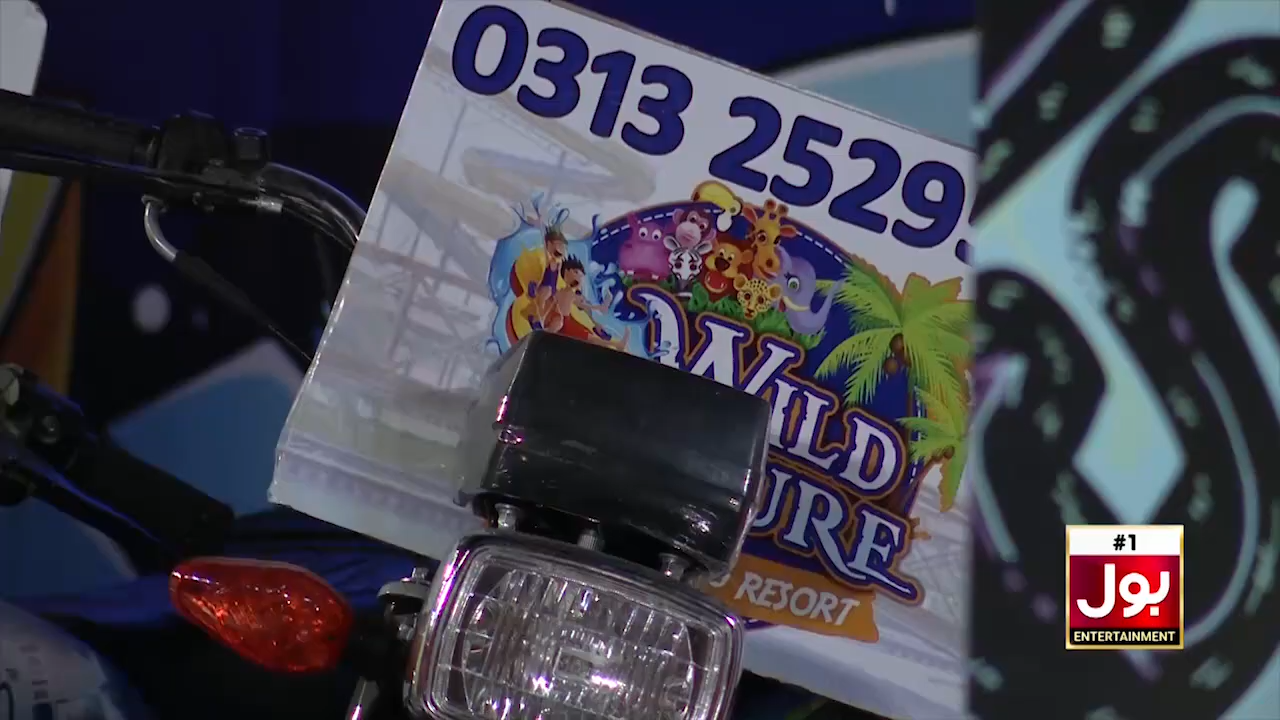 0313 2529
WILD
URE
RESORT
#1
بول
ENTERTAINMENT